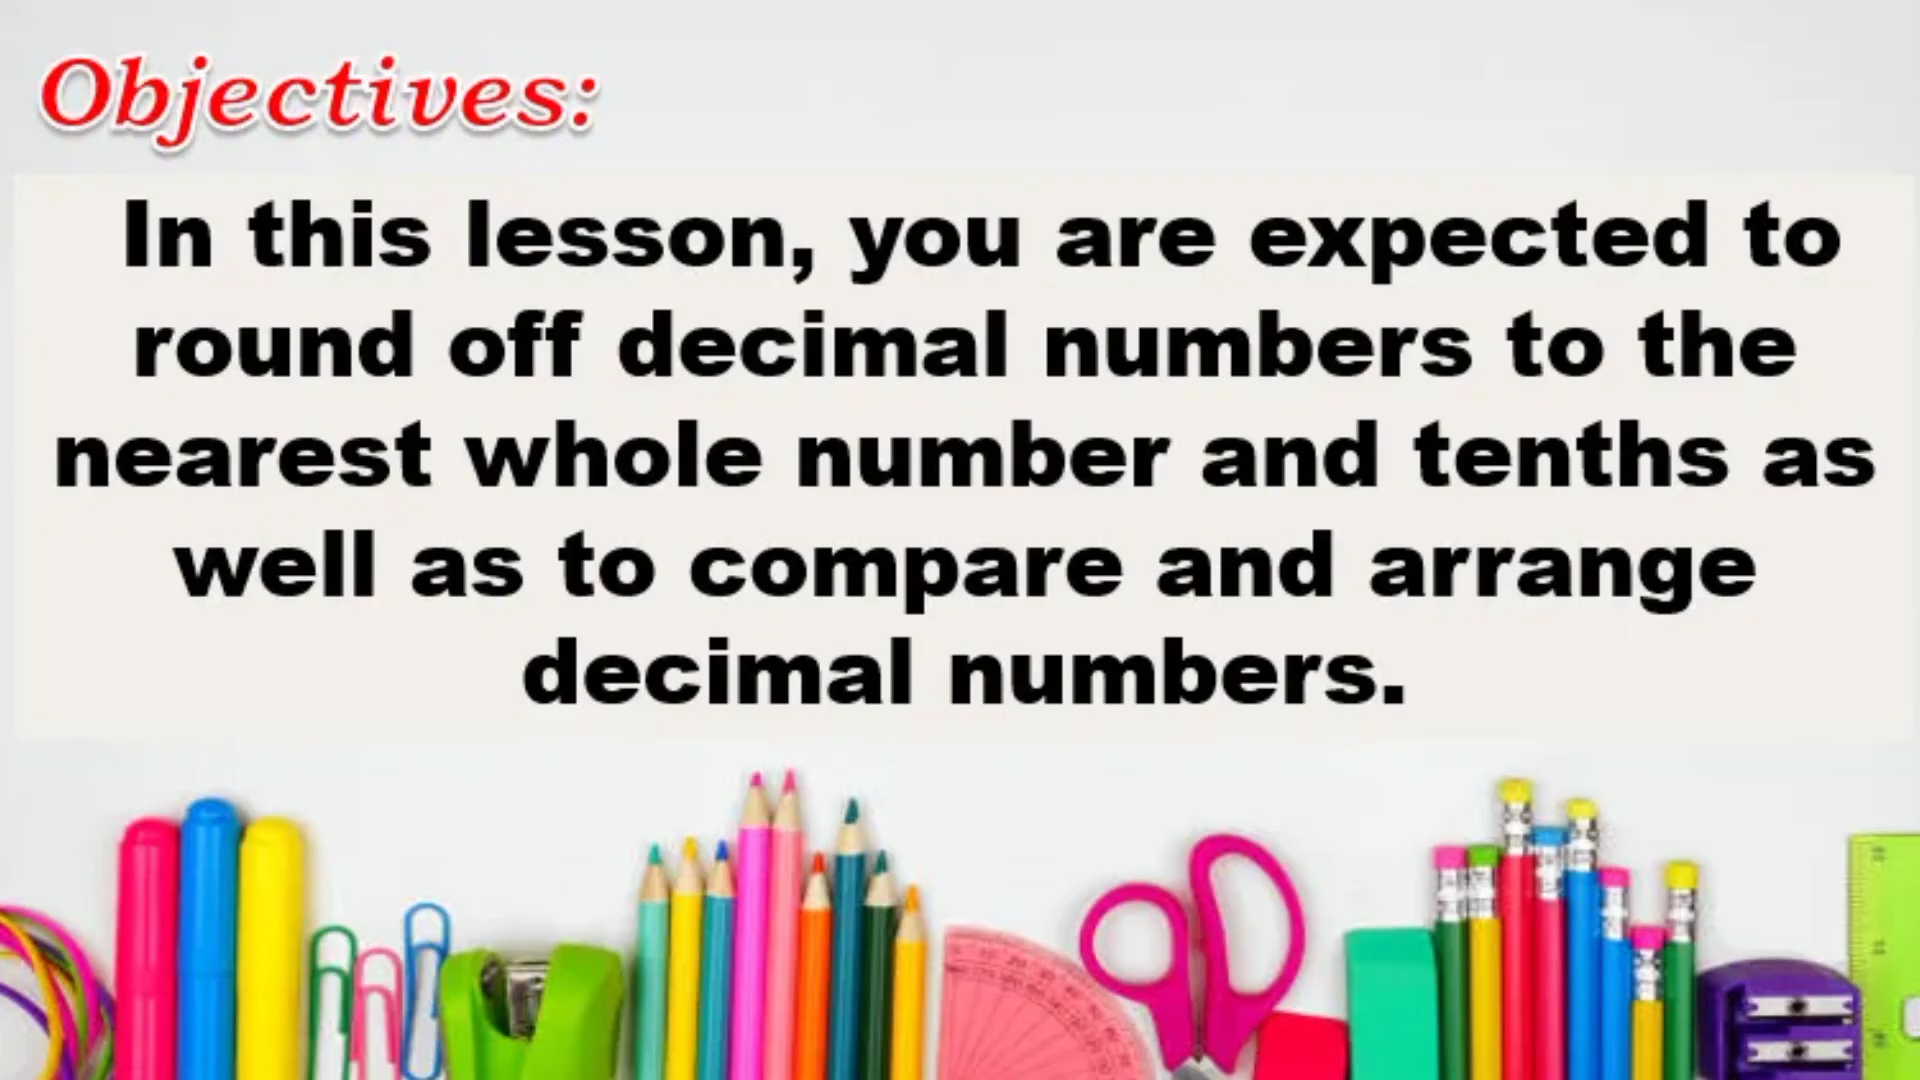 Objectives:
In this lesson, you are expected to
round off decimal numbers to the
nearest whole number and tenths as
well as to compare and arrange
decimal numbers.